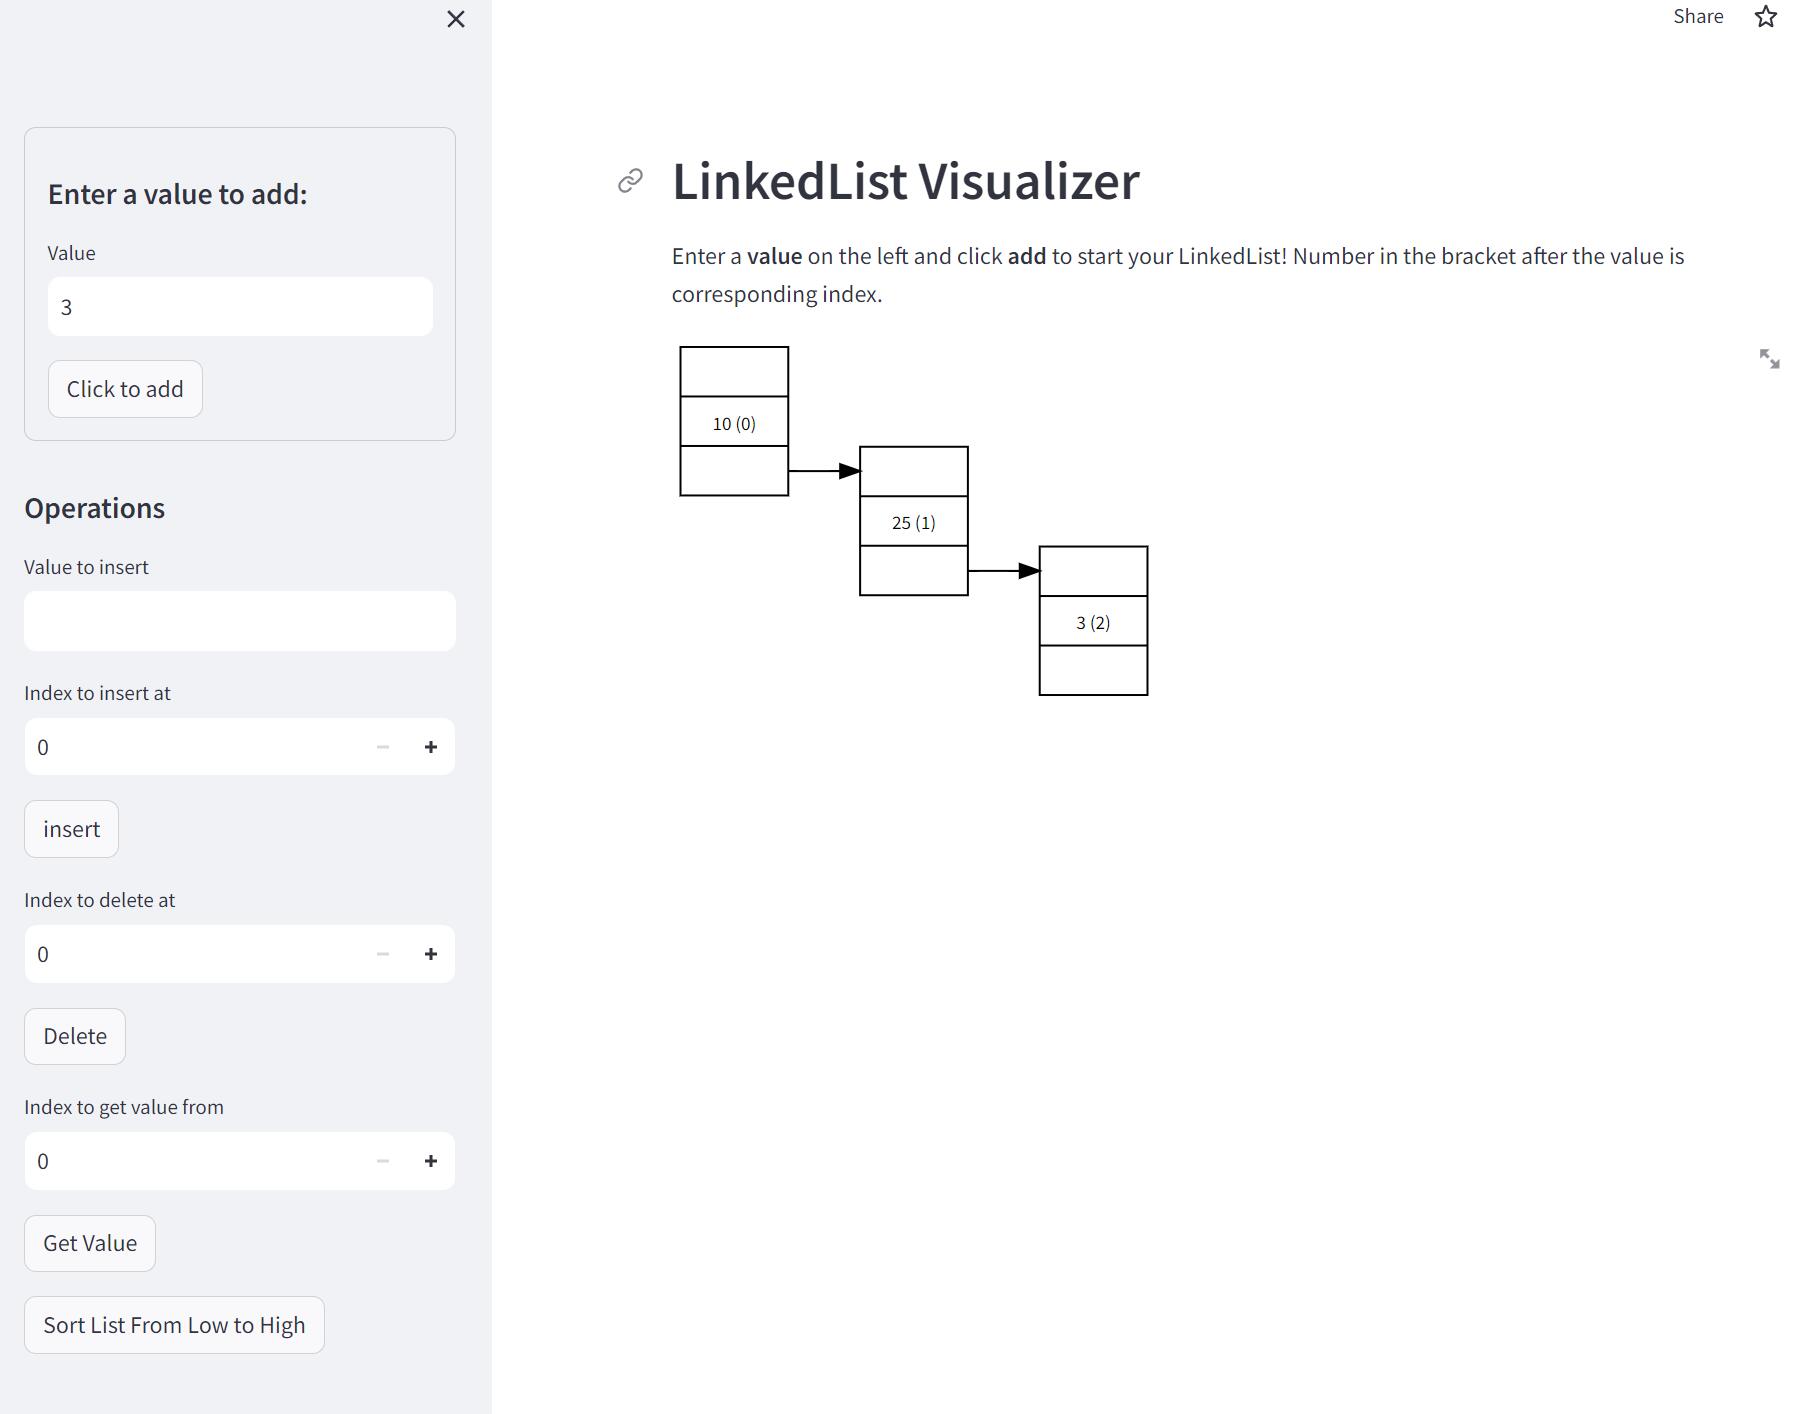 Share
Enter a value to add:
Value
3
Click to add
Operations
Value to insert
Index to insert at
0
insert
Index to delete at
0
Delete
Index to get value from
0
Get Value
Sort List From Low to High
LinkedList Visualizer
Enter a value on the left and click add to start your LinkedList! Number in the bracket after the value is
corresponding index.
10 (0)
25 (1)
3 (2)